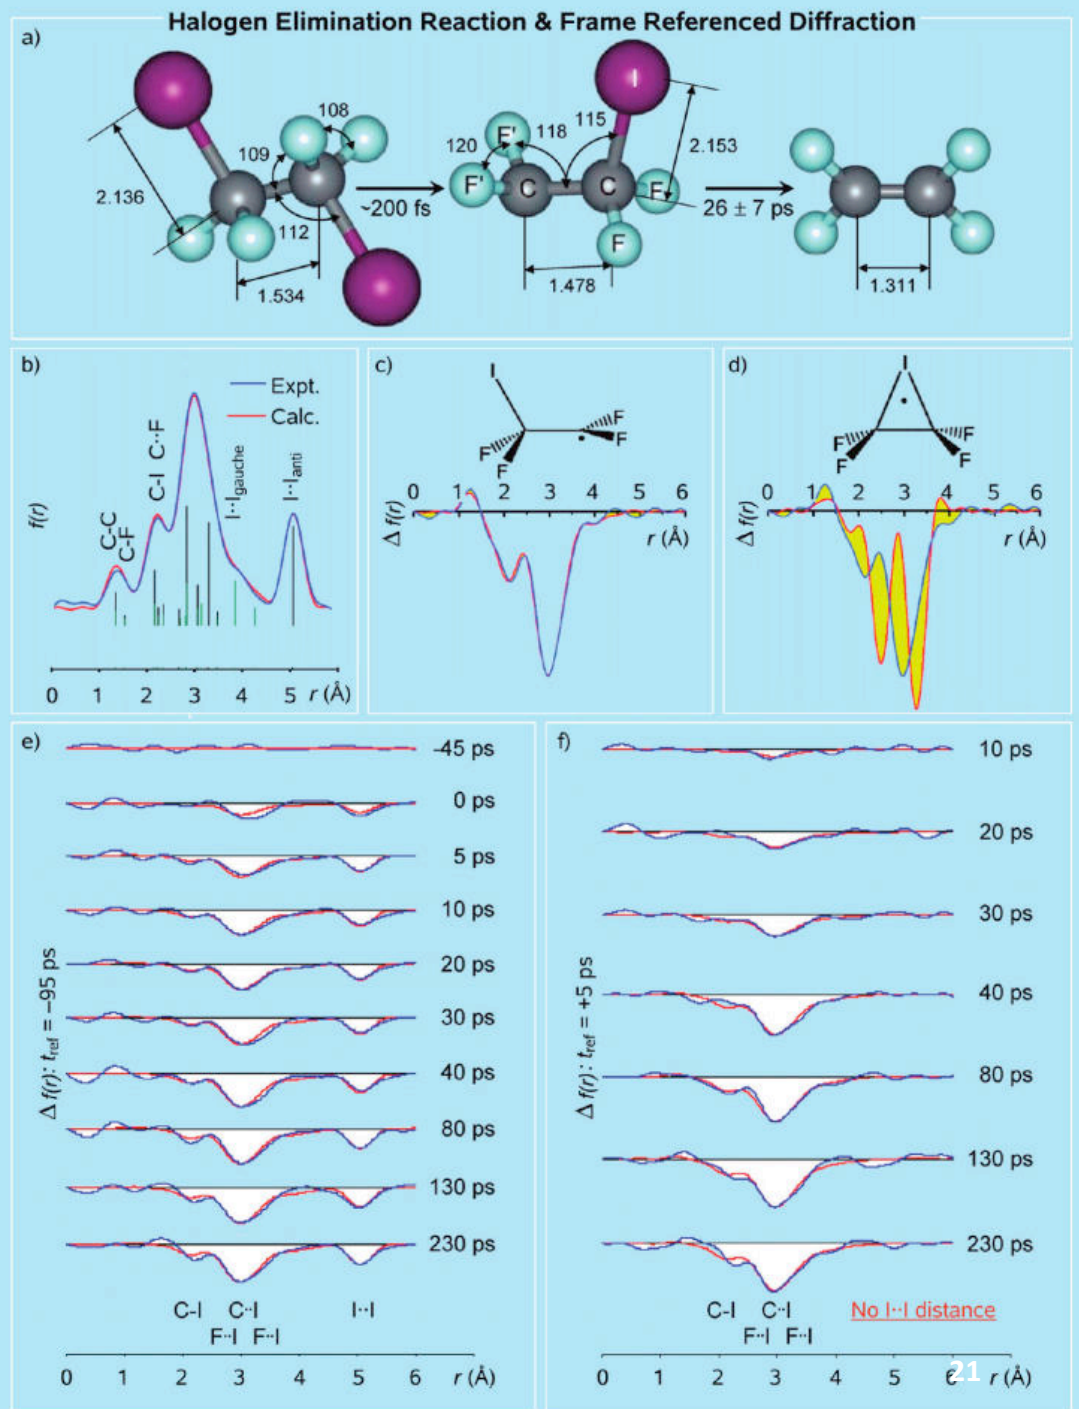 Halogen Elimination Reaction & Frame Referenced Diffraction
a)
108
109
2.136
112
1.534
~200 fs
I
115
118
120
2.153
F'
F'
C
C
F
F
1.478
26 ± 7 ps
1.311
b)
Expt.
Calc.
f(r)
C-C
C-F
C-I C··F
I··I gauche
I··I anti
0 1 2 3 4 5 r (Å)
c)
I
F
F
F
F
0 1 2 3 4 5 6
Δ f(r)
r (Å)
d)
I
F
F
F
F
0 1 2 3 4 5 6
Δ f(r)
r (Å)
e)
-45 ps
0 ps
5 ps
10 ps
20 ps
30 ps
40 ps
80 ps
130 ps
230 ps
Δ f(r): tref = −95 ps
C-I C··I I··I
F··I F··I
0 1 2 3 4 5 6 r (Å)
f)
10 ps
20 ps
30 ps
40 ps
80 ps
130 ps
230 ps
Δ f(r): tref = +5 ps
C-I C··I No I··I distance
F··I F··I
0 1 2 3 4 5 6 r (Å)
21